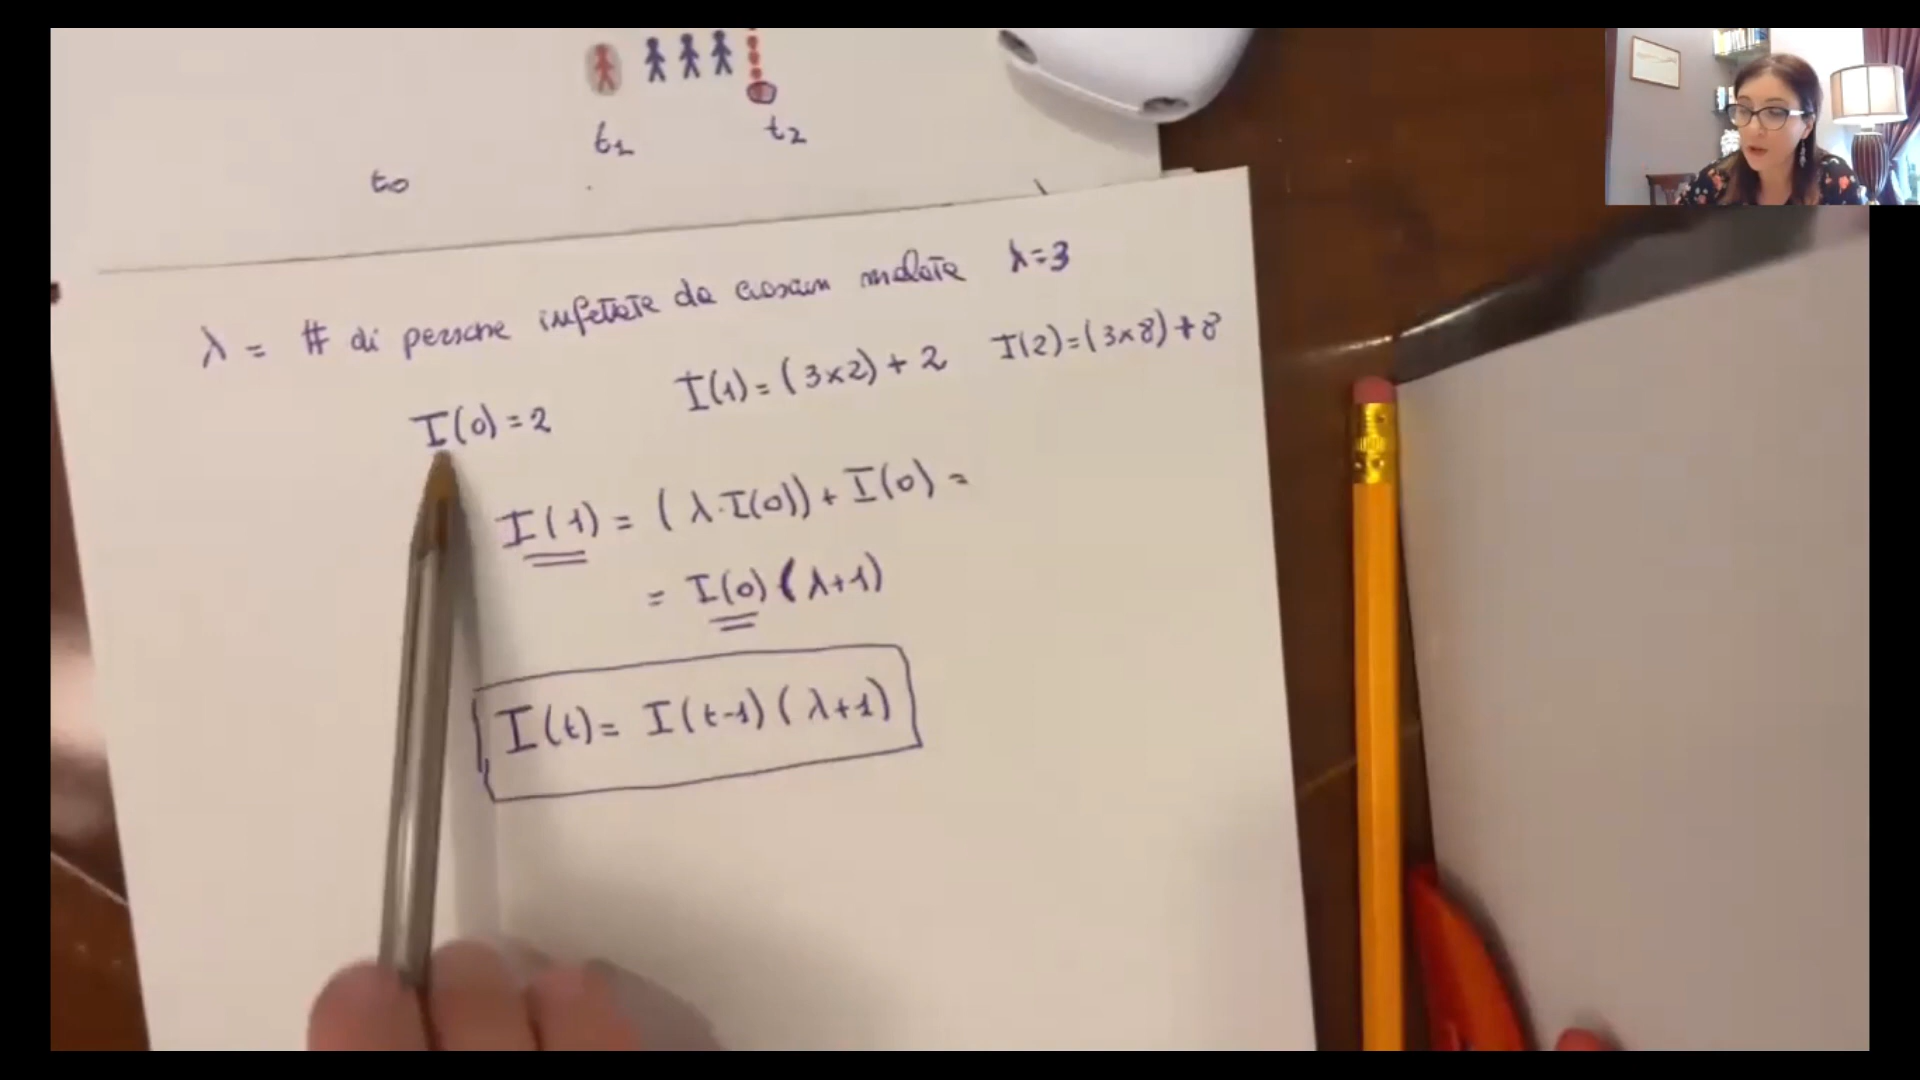 t₁
t₂
t₀
λ = # di persone infettate da ciascun malato λ=3
I(0)=2 I(1)=(3×2)+2 I(2)=(3×8)+8
I(1) = (λ·I(0))+I(0) =
= I(0)(λ+1)
I(t)= I(t-1)(λ+1)